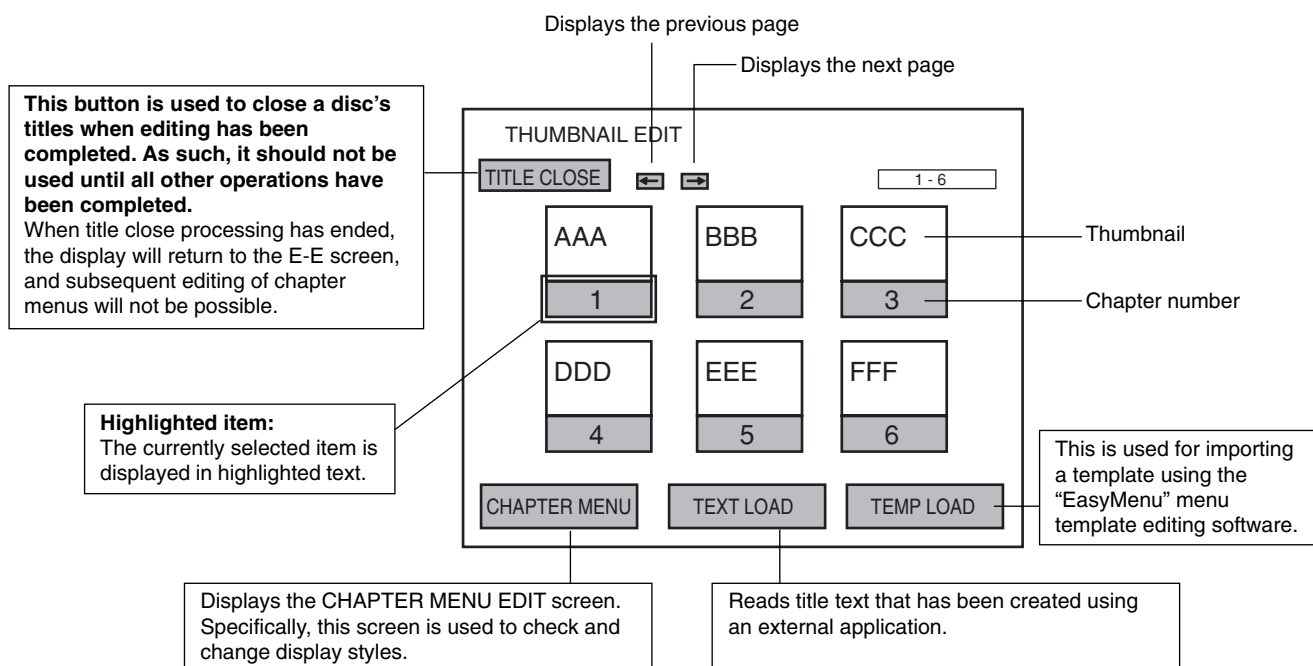 Displays the previous page
Displays the next page
This button is used to close a disc's
titles when editing has been
completed. As such, it should not be
used until all other operations have
been completed.
When title close processing has ended,
the display will return to the E-E screen,
and subsequent editing of chapter
menus will not be possible.
THUMBNAIL EDIT
TITLE CLOSE
1 - 6
AAA
BBB
CCC
Thumbnail
1
2
3
Chapter number
DDD
EEE
FFF
4
5
6
Highlighted item:
The currently selected item is
displayed in highlighted text.
CHAPTER MENU
TEXT LOAD
TEMP LOAD
This is used for importing
a template using the
“EasyMenu” menu
template editing software.
Displays the CHAPTER MENU EDIT screen.
Specifically, this screen is used to check and
change display styles.
Reads title text that has been created using
an external application.